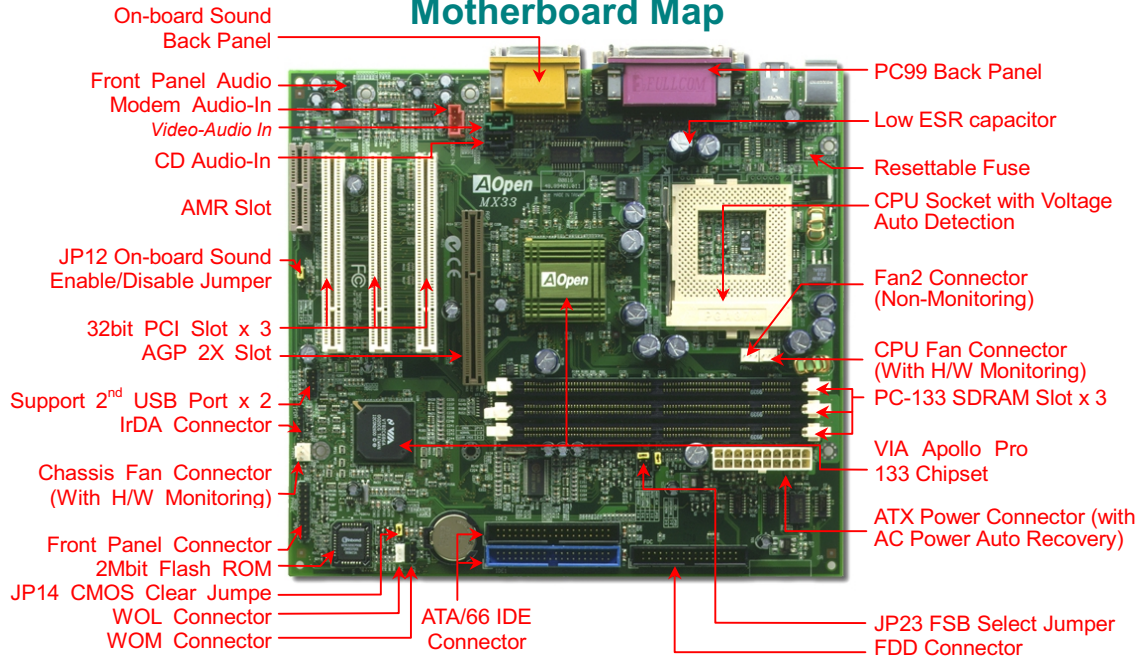 Motherboard Map
On-board Sound
Back Panel
Front Panel Audio
Modem Audio-In
Video-Audio In
CD Audio-In
AMR Slot
JP12 On-board Sound
Enable/Disable Jumper
32bit PCI Slot x 3
AGP 2X Slot
Support 2nd USB Port x 2
IrDA Connector
Chassis Fan Connector
(With H/W Monitoring)
Front Panel Connector
2Mbit Flash ROM
JP14 CMOS Clear Jumpe
WOL Connector
WOM Connector
ATA/66 IDE
Connector
PC99 Back Panel
Low ESR capacitor
Resettable Fuse
CPU Socket with Voltage
Auto Detection
Fan2 Connector
(Non-Monitoring)
CPU Fan Connector
(With H/W Monitoring)
PC-133 SDRAM Slot x 3
VIA Apollo Pro
133 Chipset
ATX Power Connector (with
AC Power Auto Recovery)
JP23 FSB Select Jumper
FDD Connector
AOpen
MX33
AOpen
VIA
FULLCOM
FC
CE